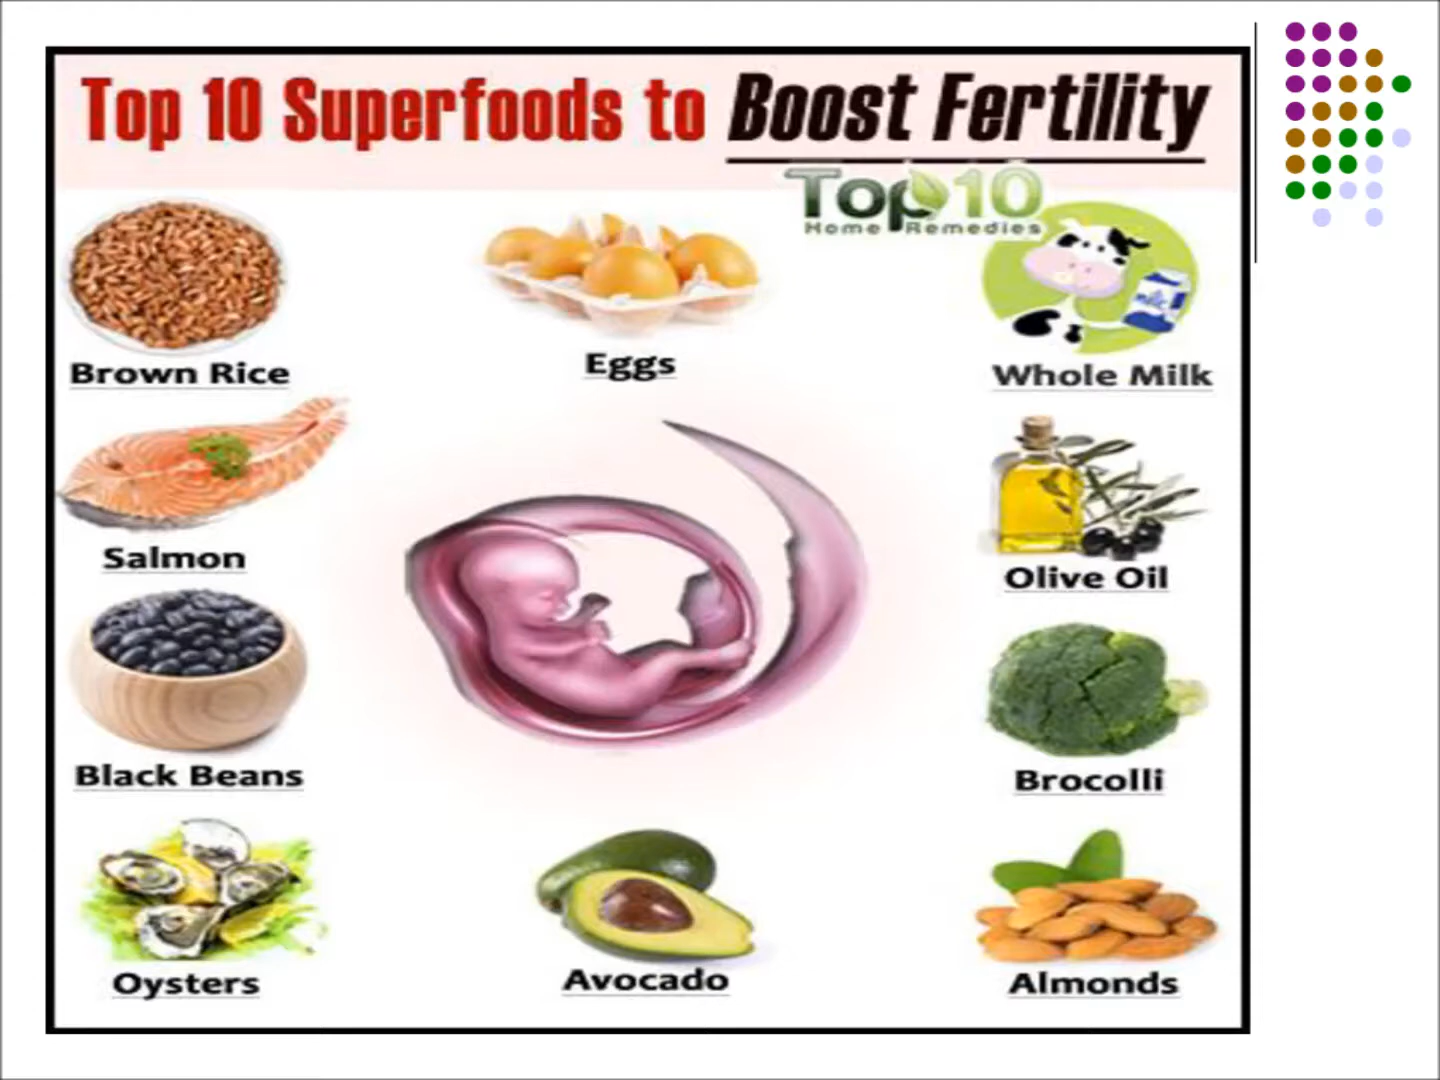 Top 10 Superfoods to Boost Fertility
Top 10
Home Remedies
Brown Rice
Eggs
milk
Whole Milk
Salmon
Olive Oil
Black Beans
Brocolli
Oysters
Avocado
Almonds